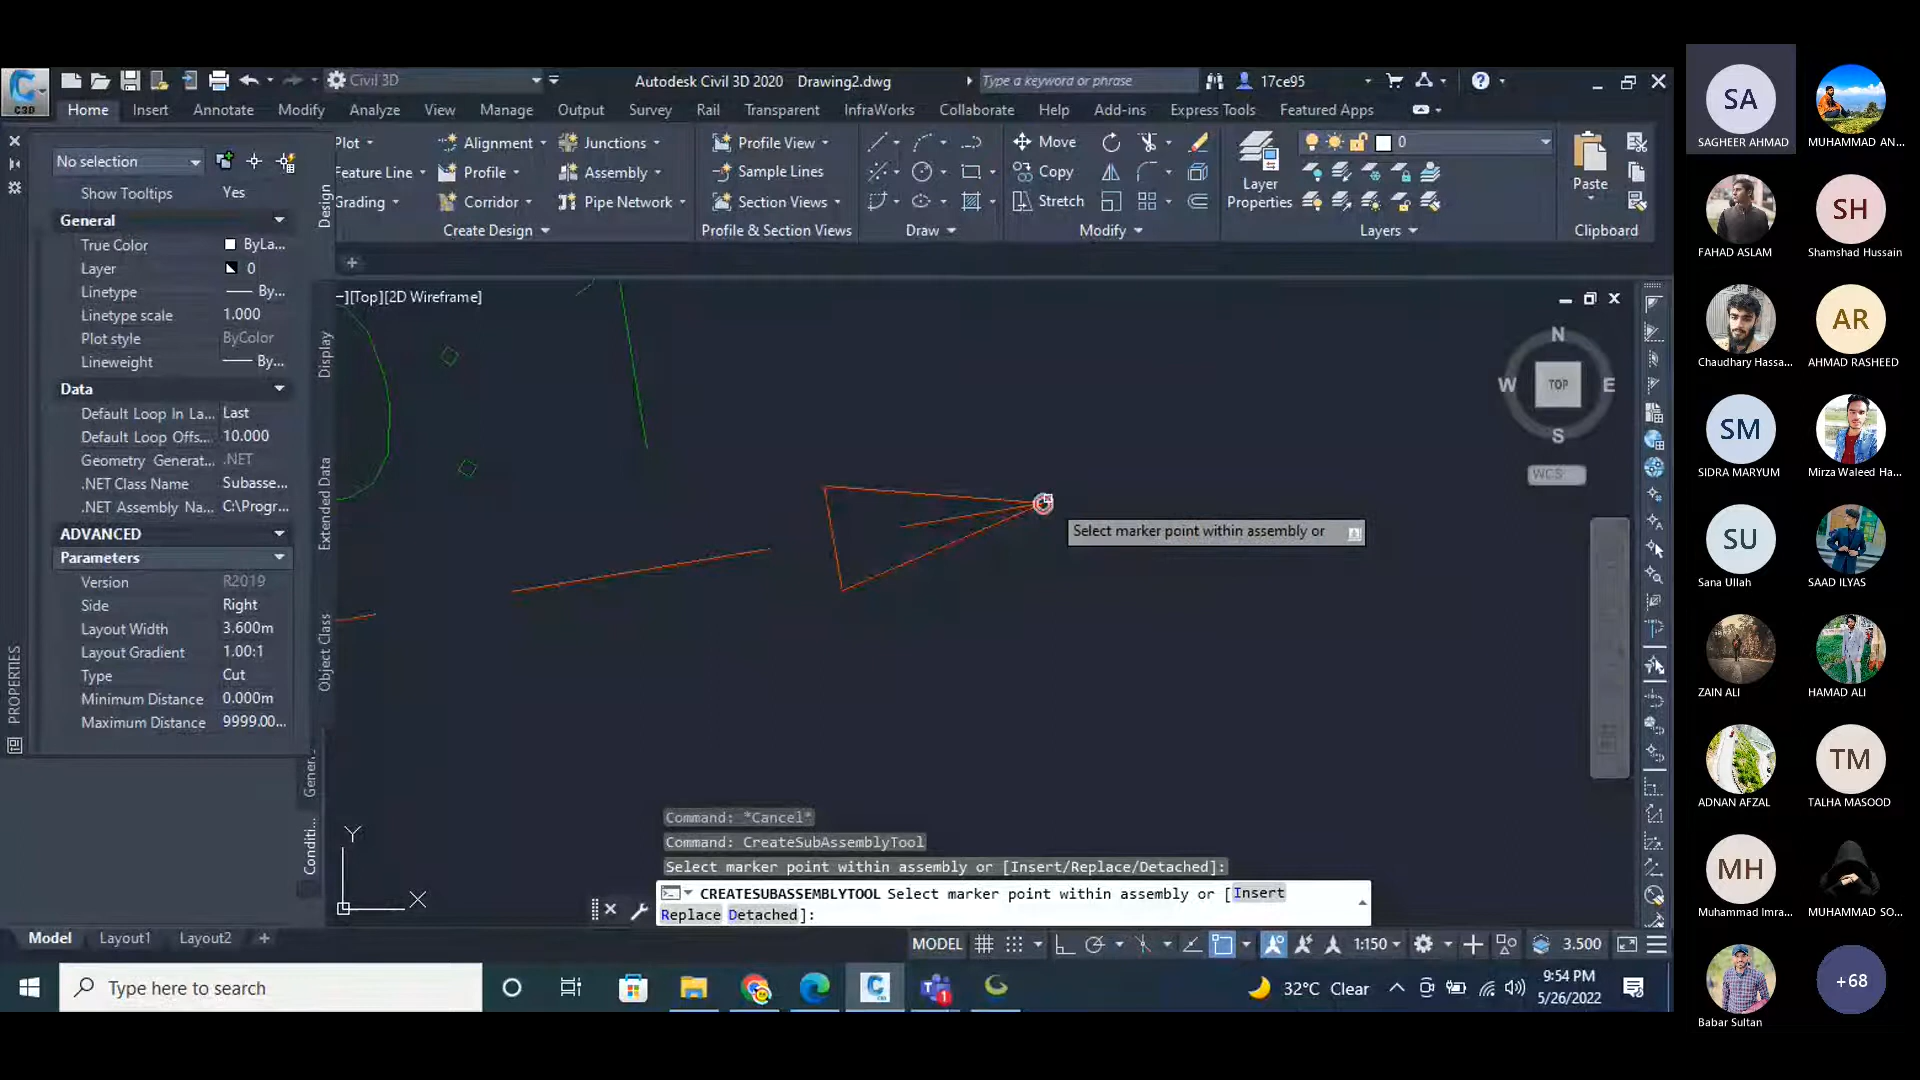 C3D
Civil 3D
Autodesk Civil 3D 2020 Drawing2.dwg
Type a keyword or phrase
17ce95
Home Insert Annotate Modify Analyze View Manage Output Survey Rail Transparent InfraWorks Collaborate Help Add-ins Express Tools Featured Apps
Plot Alignment Junctions Profile View Move 0
Feature Line Profile Assembly Sample Lines Copy
Grading Corridor Pipe Network Section Views Stretch Layer Properties Paste
Create Design Profile & Section Views Draw Modify Layers Clipboard
No selection
Show Tooltips Yes
General
True Color ByLa...
Layer 0
Linetype By...
Linetype scale 1.000
Plot style ByColor
Lineweight By...
Data
Default Loop In La... Last
Default Loop Offs... 10.000
Geometry Generat... .NET
.NET Class Name Subasse...
.NET Assembly Na... C:\Progr...
ADVANCED
Parameters
Version R2019
Side Right
Layout Width 3.600m
Layout Gradient 1.00:1
Type Cut
Minimum Distance 0.000m
Maximum Distance 9999.00...
PROPERTIES
Design
Display
Extended Data
Object Class
Gener
Conditi...
−][Top][2D Wireframe]
N
W TOP E
S
WCS
Select marker point within assembly or
Y
X
Command: *Cancel*
Command: CreateSubAssemblyTool
Select marker point within assembly or [Insert/Replace/Detached]:
CREATESUBASSEMBLYTOOL Select marker point within assembly or [Insert
Replace Detached]:
Model Layout1 Layout2 +
MODEL 1:150 3.500
Type here to search
1
32°C Clear
9:54 PM
5/26/2022
SA
SAGHEER AHMAD
MUHAMMAD AN...
FAHAD ASLAM
SH
Shamshad Hussain
Chaudhary Hassa...
AR
AHMAD RASHEED
SM
SIDRA MARYUM
Mirza Waleed Ha...
SU
Sana Ullah
SAAD ILYAS
ZAIN ALI
HAMAD ALI
ADNAN AFZAL
TM
TALHA MASOOD
MH
Muhammad Imra...
MUHAMMAD SO...
Babar Sultan
+68